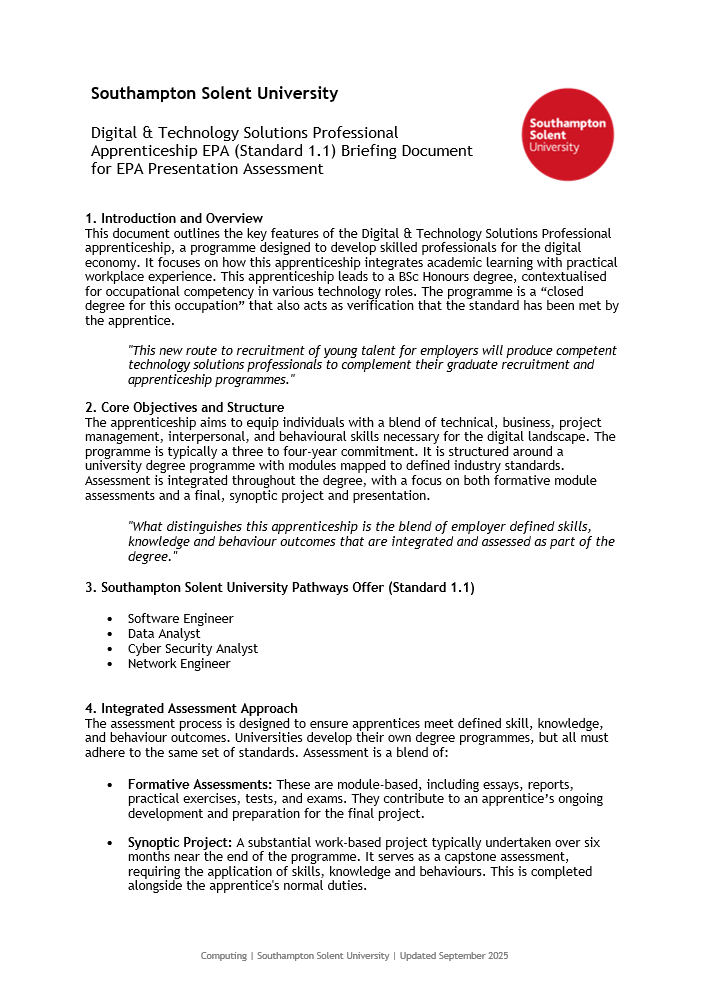 Southampton Solent University
Digital & Technology Solutions Professional
Apprenticeship EPA (Standard 1.1) Briefing Document
for EPA Presentation Assessment
Southampton
Solent
University
1. Introduction and Overview
This document outlines the key features of the Digital & Technology Solutions Professional
apprenticeship, a programme designed to develop skilled professionals for the digital
economy. It focuses on how this apprenticeship integrates academic learning with practical
workplace experience. This apprenticeship leads to a BSc Honours degree, contextualised
for occupational competency in various technology roles. The programme is a “closed
degree for this occupation” that also acts as verification that the standard has been met by
the apprentice.
"This new route to recruitment of young talent for employers will produce competent
technology solutions professionals to complement their graduate recruitment and
apprenticeship programmes."
2. Core Objectives and Structure
The apprenticeship aims to equip individuals with a blend of technical, business, project
management, interpersonal, and behavioural skills necessary for the digital landscape. The
programme is typically a three to four-year commitment. It is structured around a
university degree programme with modules mapped to defined industry standards.
Assessment is integrated throughout the degree, with a focus on both formative module
assessments and a final, synoptic project and presentation.
"What distinguishes this apprenticeship is the blend of employer defined skills,
knowledge and behaviour outcomes that are integrated and assessed as part of the
degree."
3. Southampton Solent University Pathways Offer (Standard 1.1)
• Software Engineer
• Data Analyst
• Cyber Security Analyst
• Network Engineer
4. Integrated Assessment Approach
The assessment process is designed to ensure apprentices meet defined skill, knowledge,
and behaviour outcomes. Universities develop their own degree programmes, but all must
adhere to the same set of standards. Assessment is a blend of:
• Formative Assessments: These are module-based, including essays, reports,
practical exercises, tests, and exams. They contribute to an apprentice’s ongoing
development and preparation for the final project.
• Synoptic Project: A substantial work-based project typically undertaken over six
months near the end of the programme. It serves as a capstone assessment,
requiring the application of skills, knowledge and behaviours. This is completed
alongside the apprentice's normal duties.
Computing | Southampton Solent University | Updated September 2025